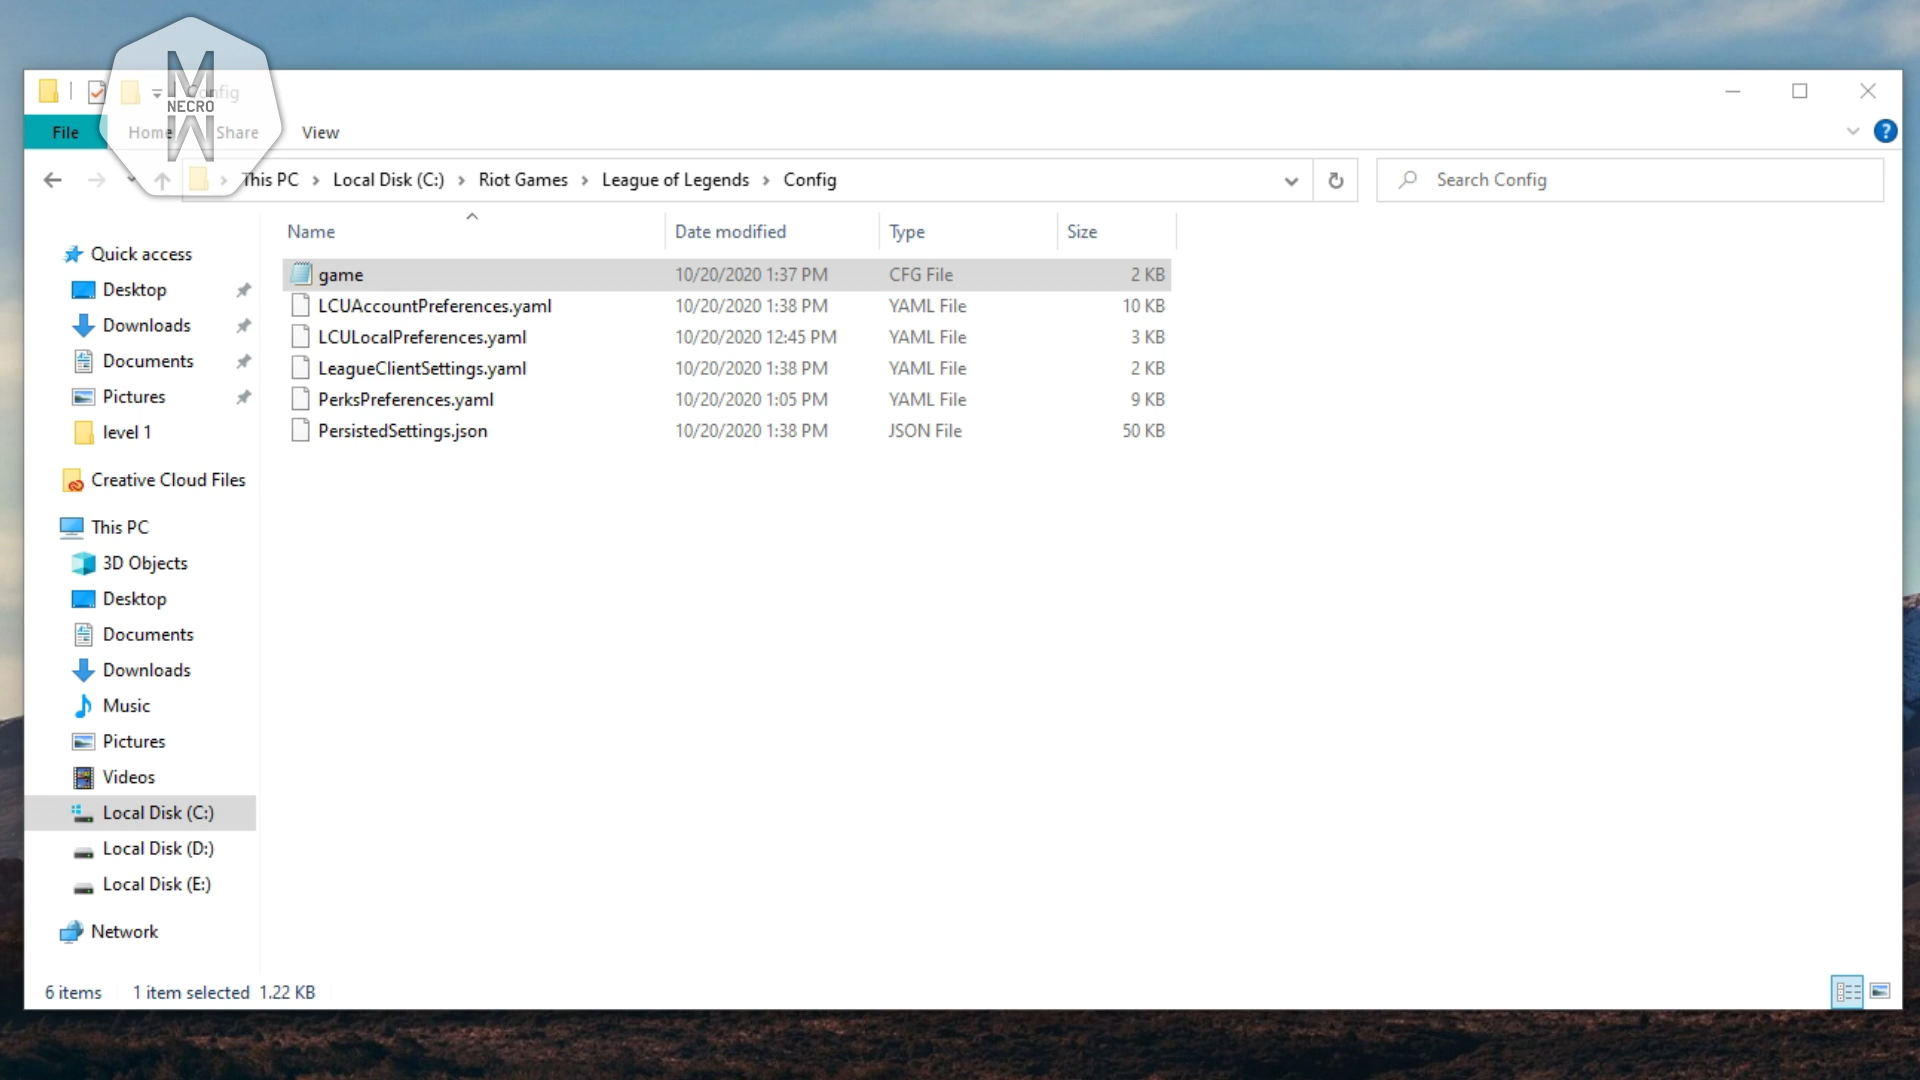 M
NECRO
M
Config
File Home Share View
This PC Local Disk (C:) Riot Games League of Legends Config Search Config
Name Date modified Type Size
game 10/20/2020 1:37 PM CFG File 2 KB
LCUAccountPreferences.yaml 10/20/2020 1:38 PM YAML File 10 KB
LCULocalPreferences.yaml 10/20/2020 12:45 PM YAML File 3 KB
LeagueClientSettings.yaml 10/20/2020 1:38 PM YAML File 2 KB
PerksPreferences.yaml 10/20/2020 1:05 PM YAML File 9 KB
PersistedSettings.json 10/20/2020 1:38 PM JSON File 50 KB
Quick access
Desktop
Downloads
Documents
Pictures
level 1
Creative Cloud Files
This PC
3D Objects
Desktop
Documents
Downloads
Music
Pictures
Videos
Local Disk (C:)
Local Disk (D:)
Local Disk (E:)
Network
6 items 1 item selected 1.22 KB